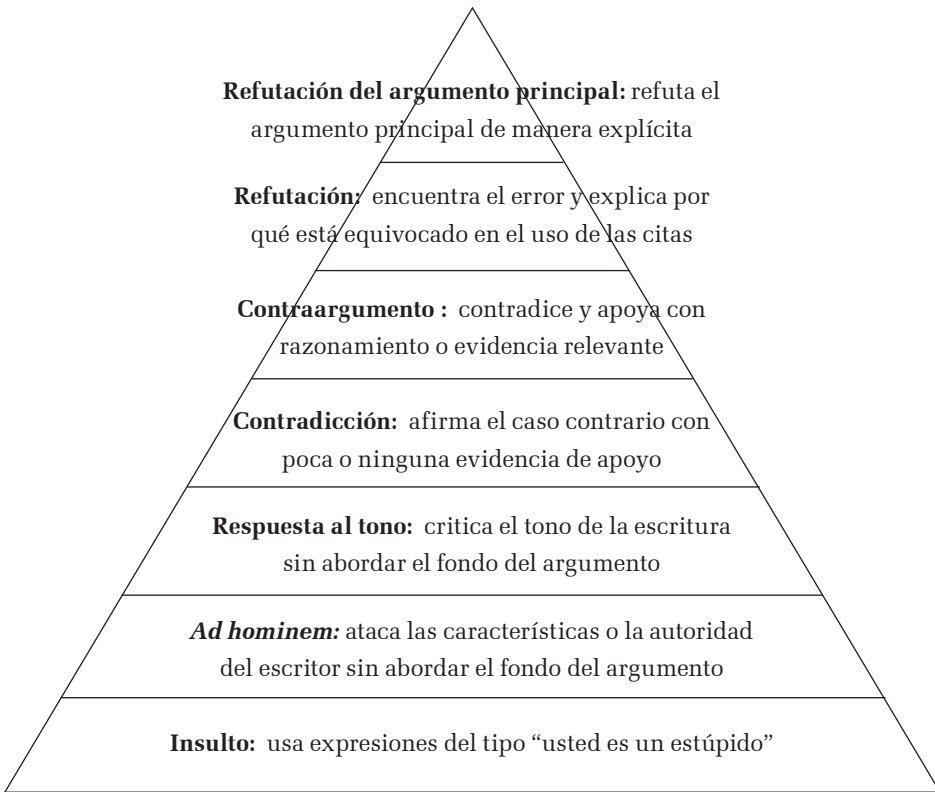 Refutación del argumento principal: refuta el
argumento principal de manera explícita
Refutación: encuentra el error y explica por
qué está equivocado en el uso de las citas
Contraargumento : contradice y apoya con
razonamiento o evidencia relevante
Contradicción: afirma el caso contrario con
poca o ninguna evidencia de apoyo
Respuesta al tono: critica el tono de la escritura
sin abordar el fondo del argumento
Ad hominem: ataca las características o la autoridad
del escritor sin abordar el fondo del argumento
Insulto: usa expresiones del tipo “usted es un estúpido”